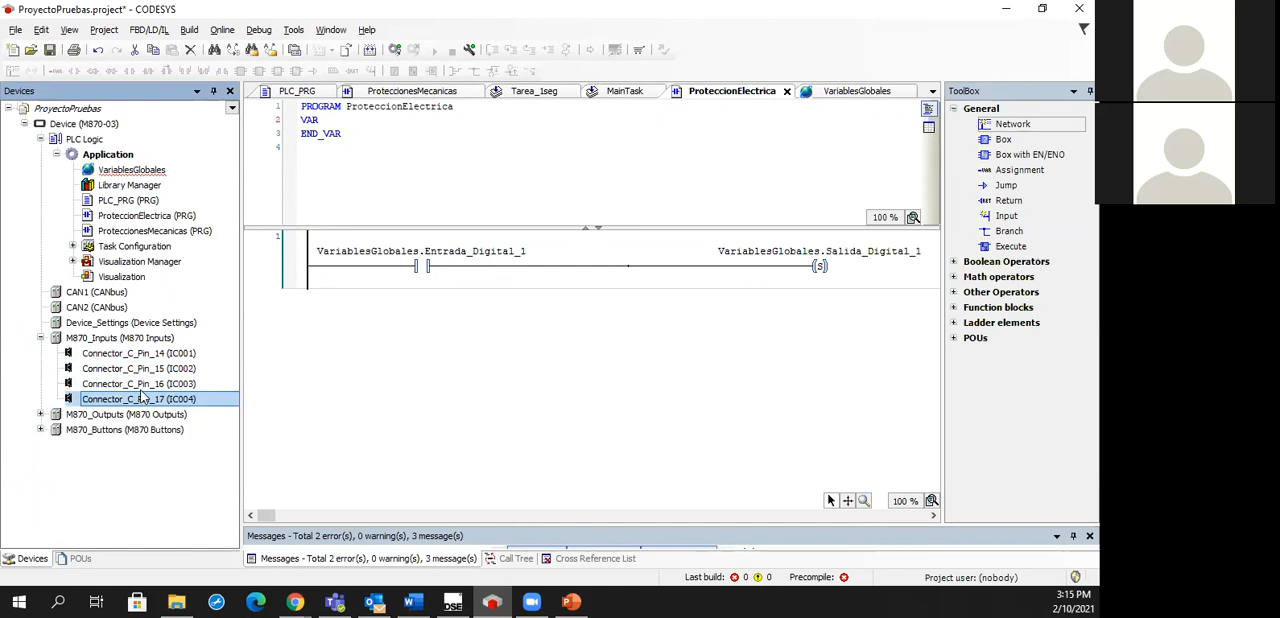 ProyectoPruebas.project* - CODESYS
File Edit View Project FBD/LD/IL Build Online Debug Tools Window Help
Devices
ProyectoPruebas
Device (M870-03)
PLC Logic
Application
VariablesGlobales
Library Manager
PLC_PRG (PRG)
ProteccionElectrica (PRG)
ProteccionesMecanicas (PRG)
Task Configuration
Visualization Manager
Visualization
CAN1 (CANbus)
CAN2 (CANbus)
Device_Settings (Device Settings)
M870_Inputs (M870 Inputs)
Connector_C_Pin_14 (IC001)
Connector_C_Pin_15 (IC002)
Connector_C_Pin_16 (IC003)
Connector_C_Pin_17 (IC004)
M870_Outputs (M870 Outputs)
M870_Buttons (M870 Buttons)
Devices POUs
PLC_PRG ProteccionesMecanicas Tarea_1seg MainTask ProteccionElectrica VariablesGlobales
1 PROGRAM ProteccionElectrica
2 VAR
3 END_VAR
4
100 %
1
VariablesGlobales.Entrada_Digital_1 VariablesGlobales.Salida_Digital_1
(S)
100 %
Messages - Total 2 error(s), 0 warning(s), 3 message(s)
Messages - Total 2 error(s), 0 warning(s), 3 message(s) Call Tree Cross Reference List
ToolBox
General
Network
Box
Box with EN/ENO
Assignment
Jump
Return
Input
Branch
Execute
Boolean Operators
Math operators
Other Operators
Function blocks
Ladder elements
POUs
Last build: 0 0 Precompile: Project user: (nobody)
DSE
3:15 PM
2/10/2021